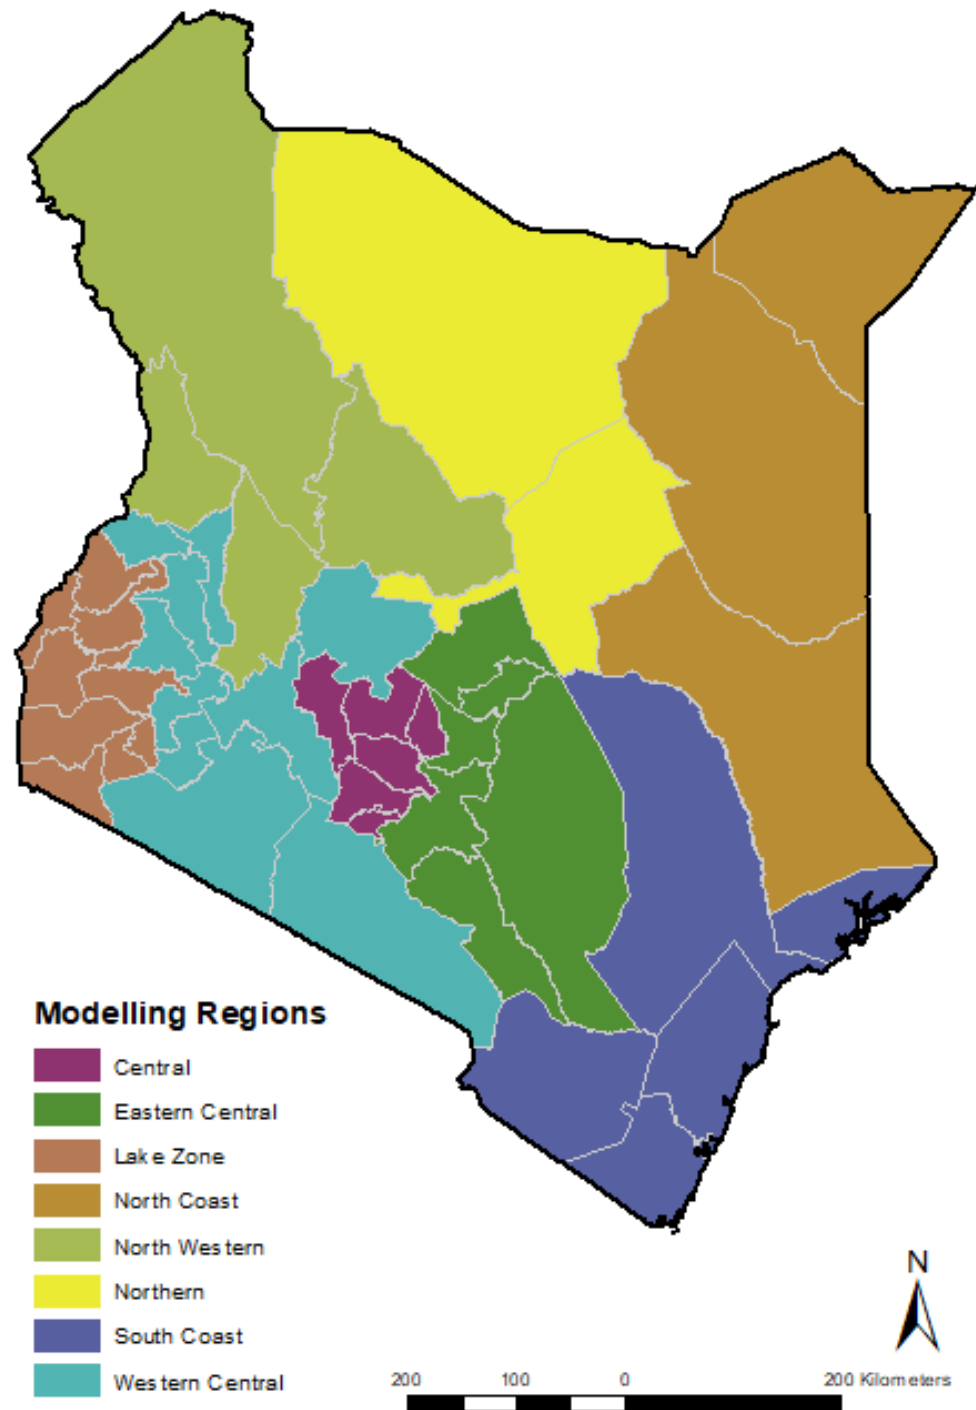 Modelling Regions
Central
Eastern Central
Lake Zone
North Coast
North Western
Northern
South Coast
Western Central
N
200 100 0 200 Kilometers